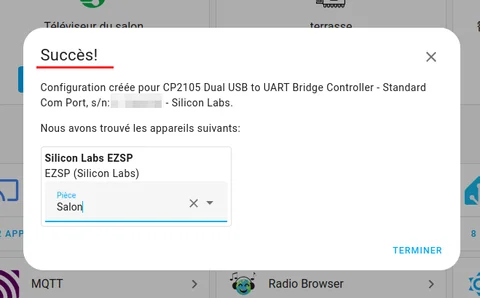 Téléviseur du salon
terrasse
Succès!
Configuration créée pour CP2105 Dual USB to UART Bridge Controller - Standard
Com Port, s/n: - Silicon Labs.
Nous avons trouvé les appareils suivants:
Silicon Labs EZSP
EZSP (Silicon Labs)
Pièce
Salon
2 APP
8
TERMINER
MQTT
Radio Browser